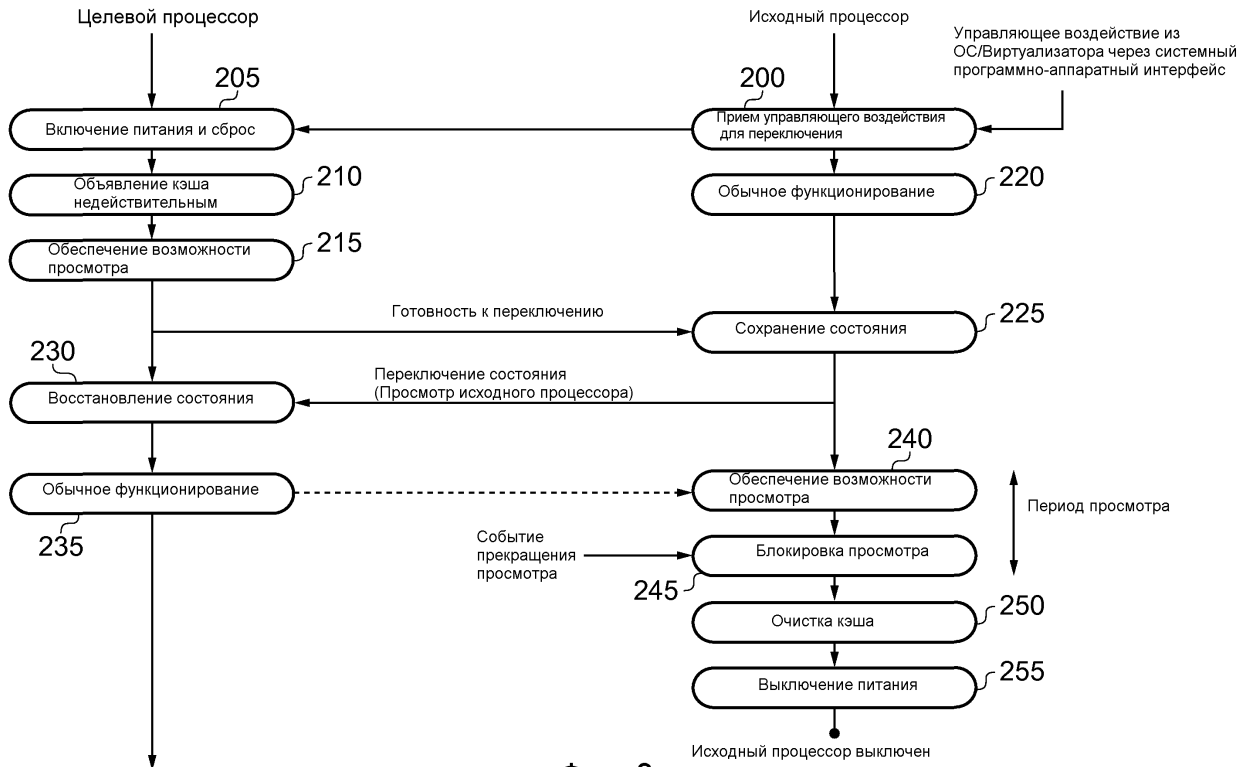 Целевой процессор
Исходный процессор
Управляющее воздействие из
ОС/Виртуализатора через системный
программно-аппаратный интерфейс
205
200
Включение питания и сброс
Прием управляющего воздействия
для переключения
Объявление кэша
недействительным
210
Обычное функционирование
220
Обеспечение возможности
просмотра
215
Готовность к переключению
Сохранение состояния
225
230
Восстановление состояния
Переключение состояния
(Просмотр исходного процессора)
240
Обычное функционирование
235
Обеспечение возможности
просмотра
Период просмотра
Событие
прекращения
просмотра
Блокировка просмотра
245
Очистка кэша
250
Выключение питания
255
Исходный процессор выключен